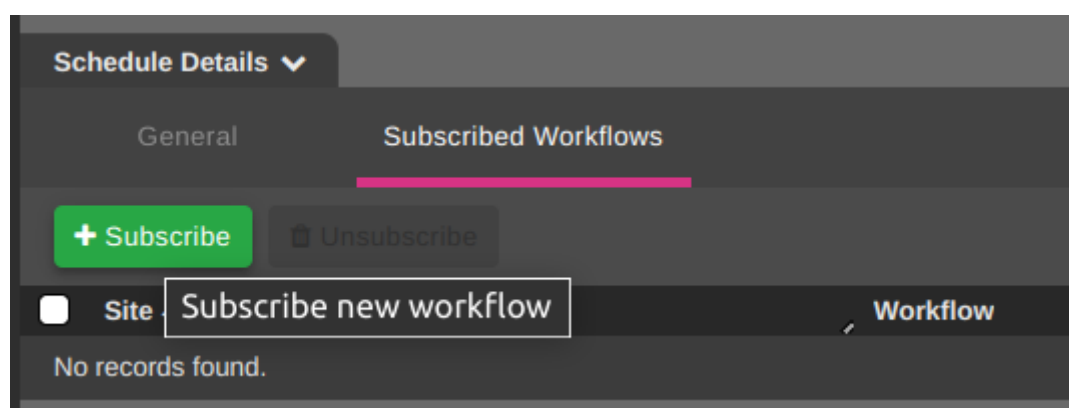 Schedule Details
General Subscribed Workflows
Subscribe Unsubscribe
Site Subscribe new workflow Workflow
No records found.